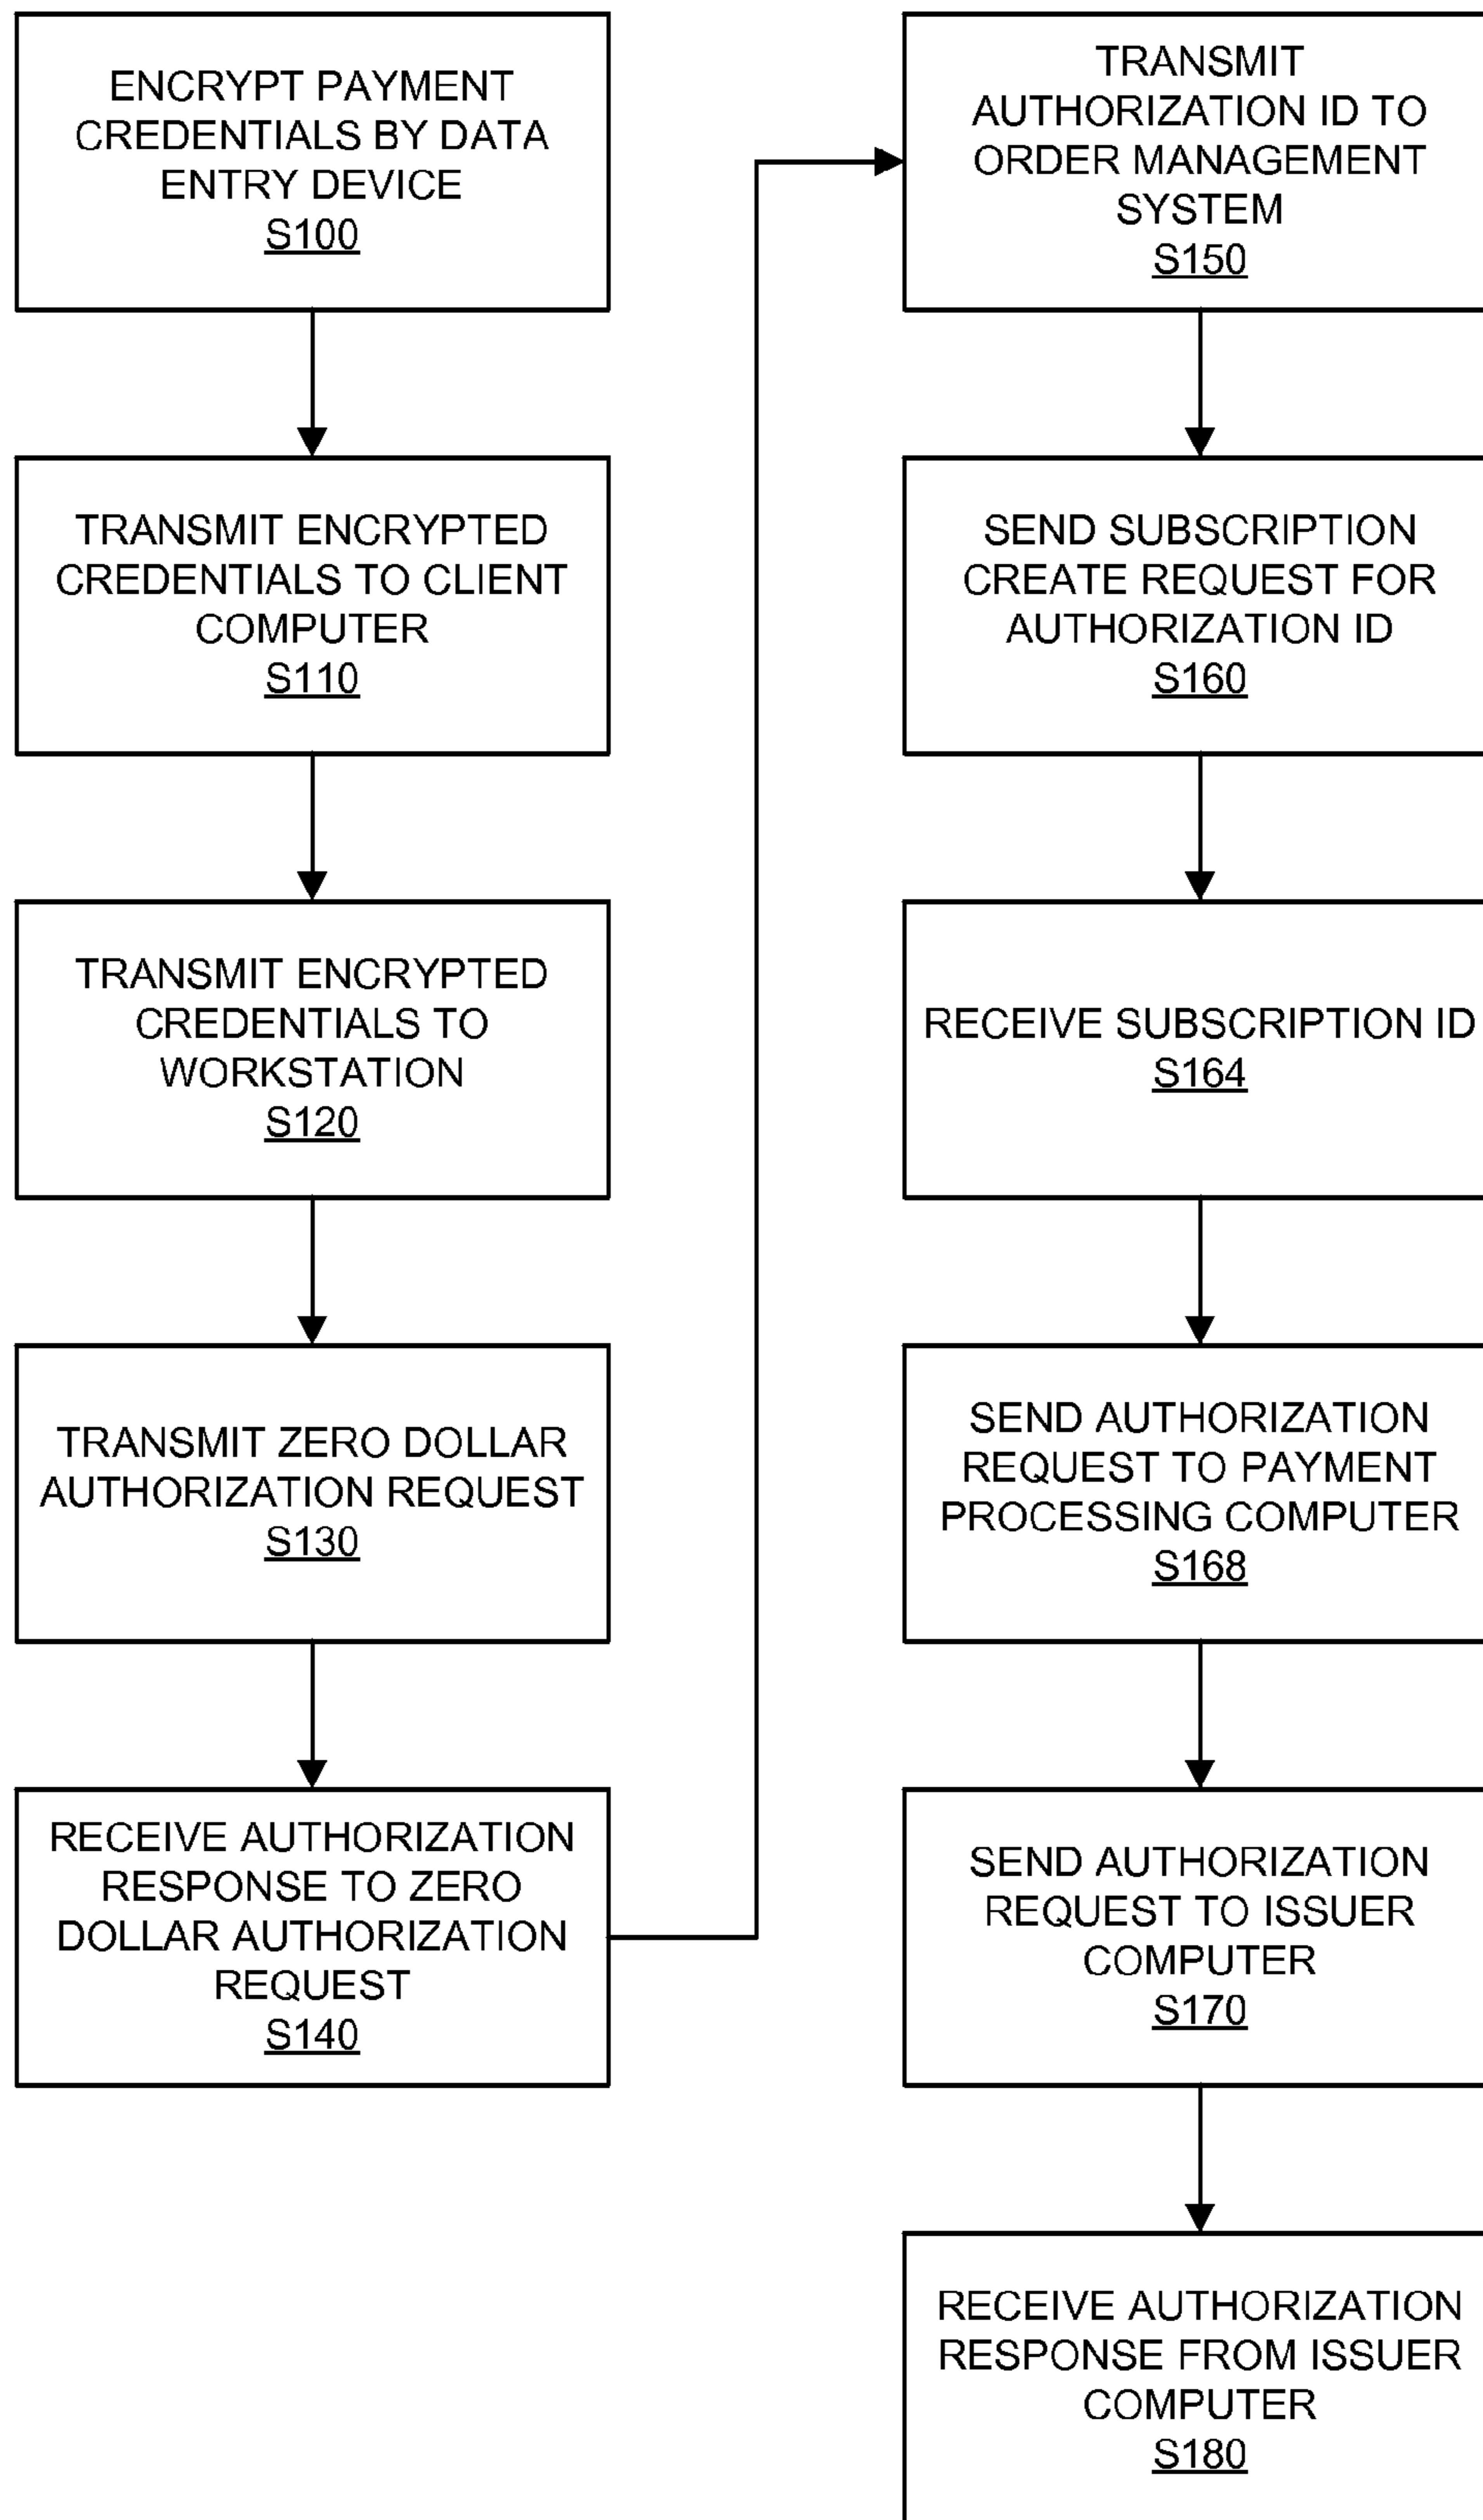 ENCRYPT PAYMENT
CREDENTIALS BY DATA
ENTRY DEVICE
S100
TRANSMIT ENCRYPTED
CREDENTIALS TO CLIENT
COMPUTER
S110
TRANSMIT ENCRYPTED
CREDENTIALS TO
WORKSTATION
S120
TRANSMIT ZERO DOLLAR
AUTHORIZATION REQUEST
S130
RECEIVE AUTHORIZATION
RESPONSE TO ZERO
DOLLAR AUTHORIZATION
REQUEST
S140
TRANSMIT
AUTHORIZATION ID TO
ORDER MANAGEMENT
SYSTEM
S150
SEND SUBSCRIPTION
CREATE REQUEST FOR
AUTHORIZATION ID
S160
RECEIVE SUBSCRIPTION ID
S164
SEND AUTHORIZATION
REQUEST TO PAYMENT
PROCESSING COMPUTER
S168
SEND AUTHORIZATION
REQUEST TO ISSUER
COMPUTER
S170
RECEIVE AUTHORIZATION
RESPONSE FROM ISSUER
COMPUTER
S180